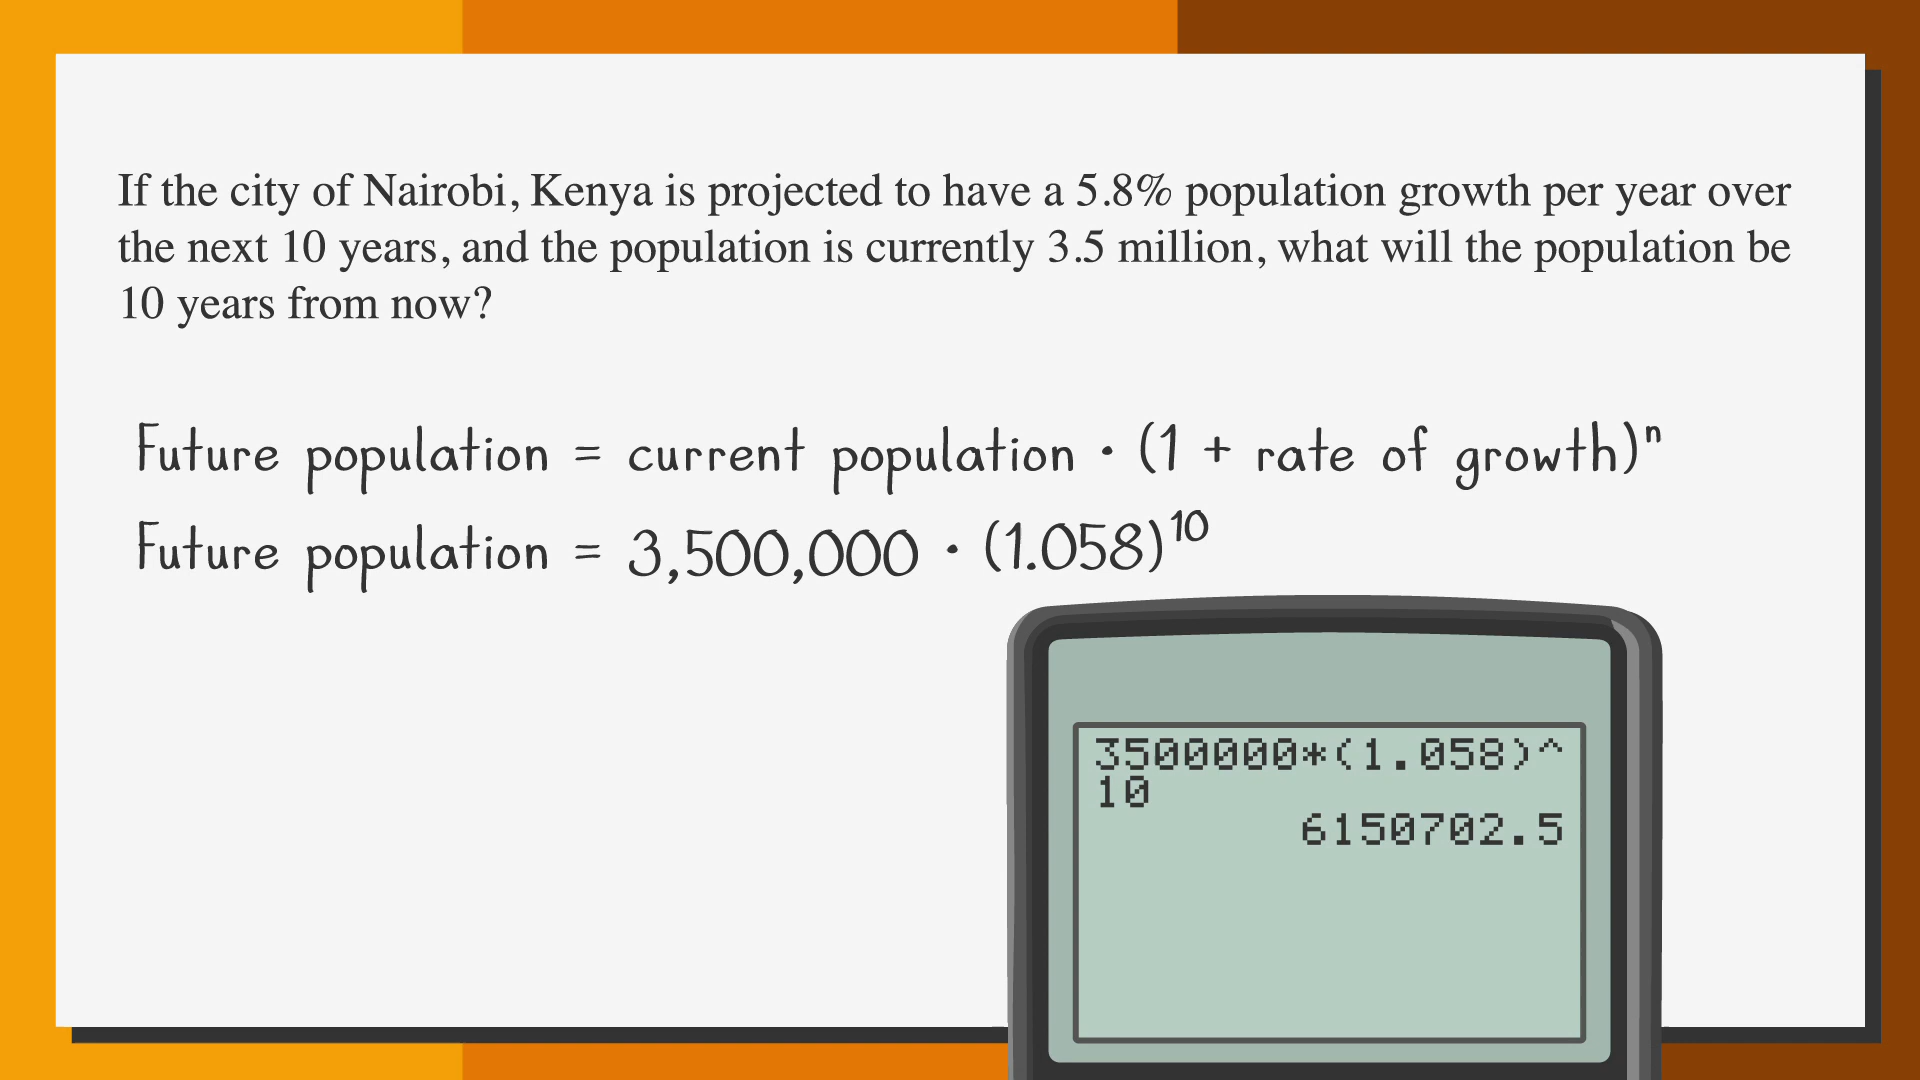 If the city of Nairobi, Kenya is projected to have a 5.8% population growth per year over
the next 10 years, and the population is currently 3.5 million, what will the population be
10 years from now?
Future population = current population · (1 + rate of growth)ⁿ
Future population = 3,500,000 · (1.058)¹⁰
3500000*(1.058)^
10
6150702.5